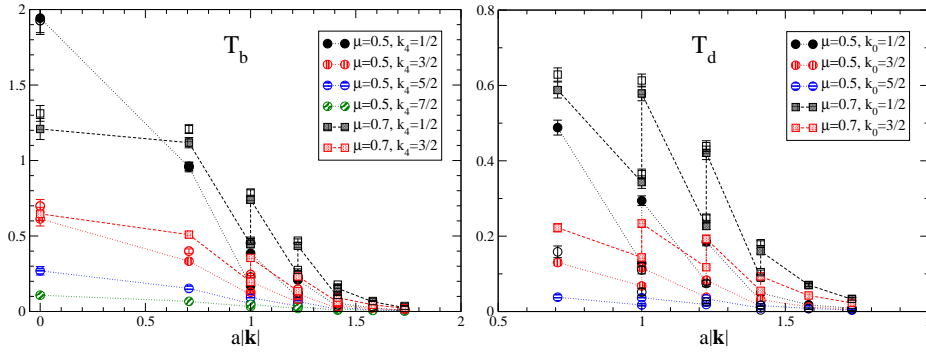 2
1.5
1
0.5
0
T_b
μ=0.5, k_4=1/2
μ=0.5, k_4=3/2
μ=0.5, k_4=5/2
μ=0.5, k_4=7/2
μ=0.7, k_4=1/2
μ=0.7, k_4=3/2
0 0.5 1 1.5 2
a|k|
0.8
0.6
0.4
0.2
0
T_d
μ=0.5, k_0=1/2
μ=0.5, k_0=3/2
μ=0.5, k_0=5/2
μ=0.7, k_0=1/2
μ=0.7, k_0=3/2
0.5 1 1.5 2
a|k|